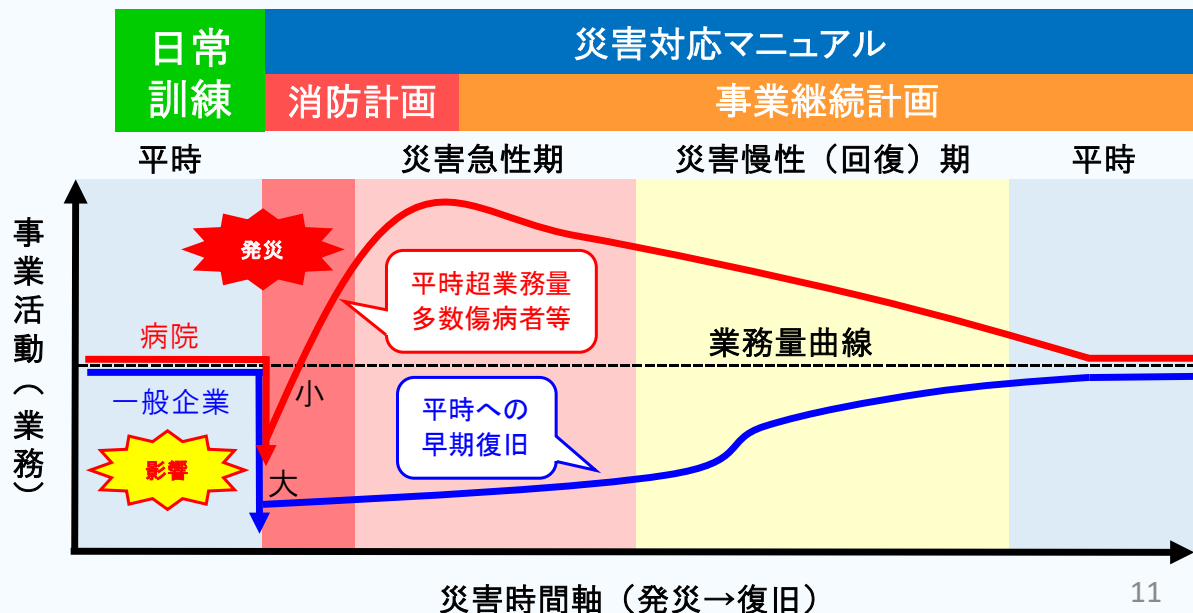 日常
訓練
災害対応マニュアル
消防計画
事業継続計画
平時
災害急性期
災害慢性（回復）期
平時
事業活動（業務）
発災
平時超業務量
多数傷病者等
病院
業務量曲線
小
一般企業
平時への
早期復旧
影響
大
災害時間軸（発災→復旧）
11